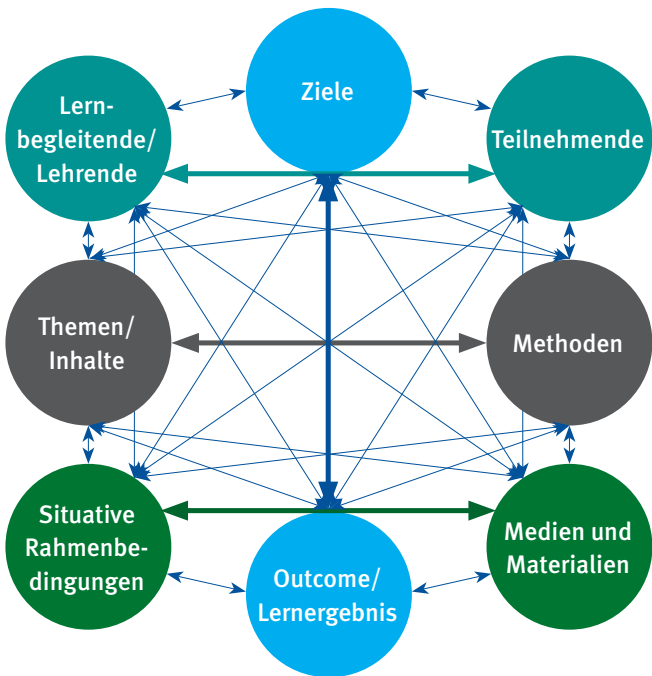 Ziele
Lern-
begleitende/
Lehrende
Teilnehmende
Themen/
Inhalte
Methoden
Situative
Rahmenbe-
dingungen
Medien und
Materialien
Outcome/
Lernergebnis